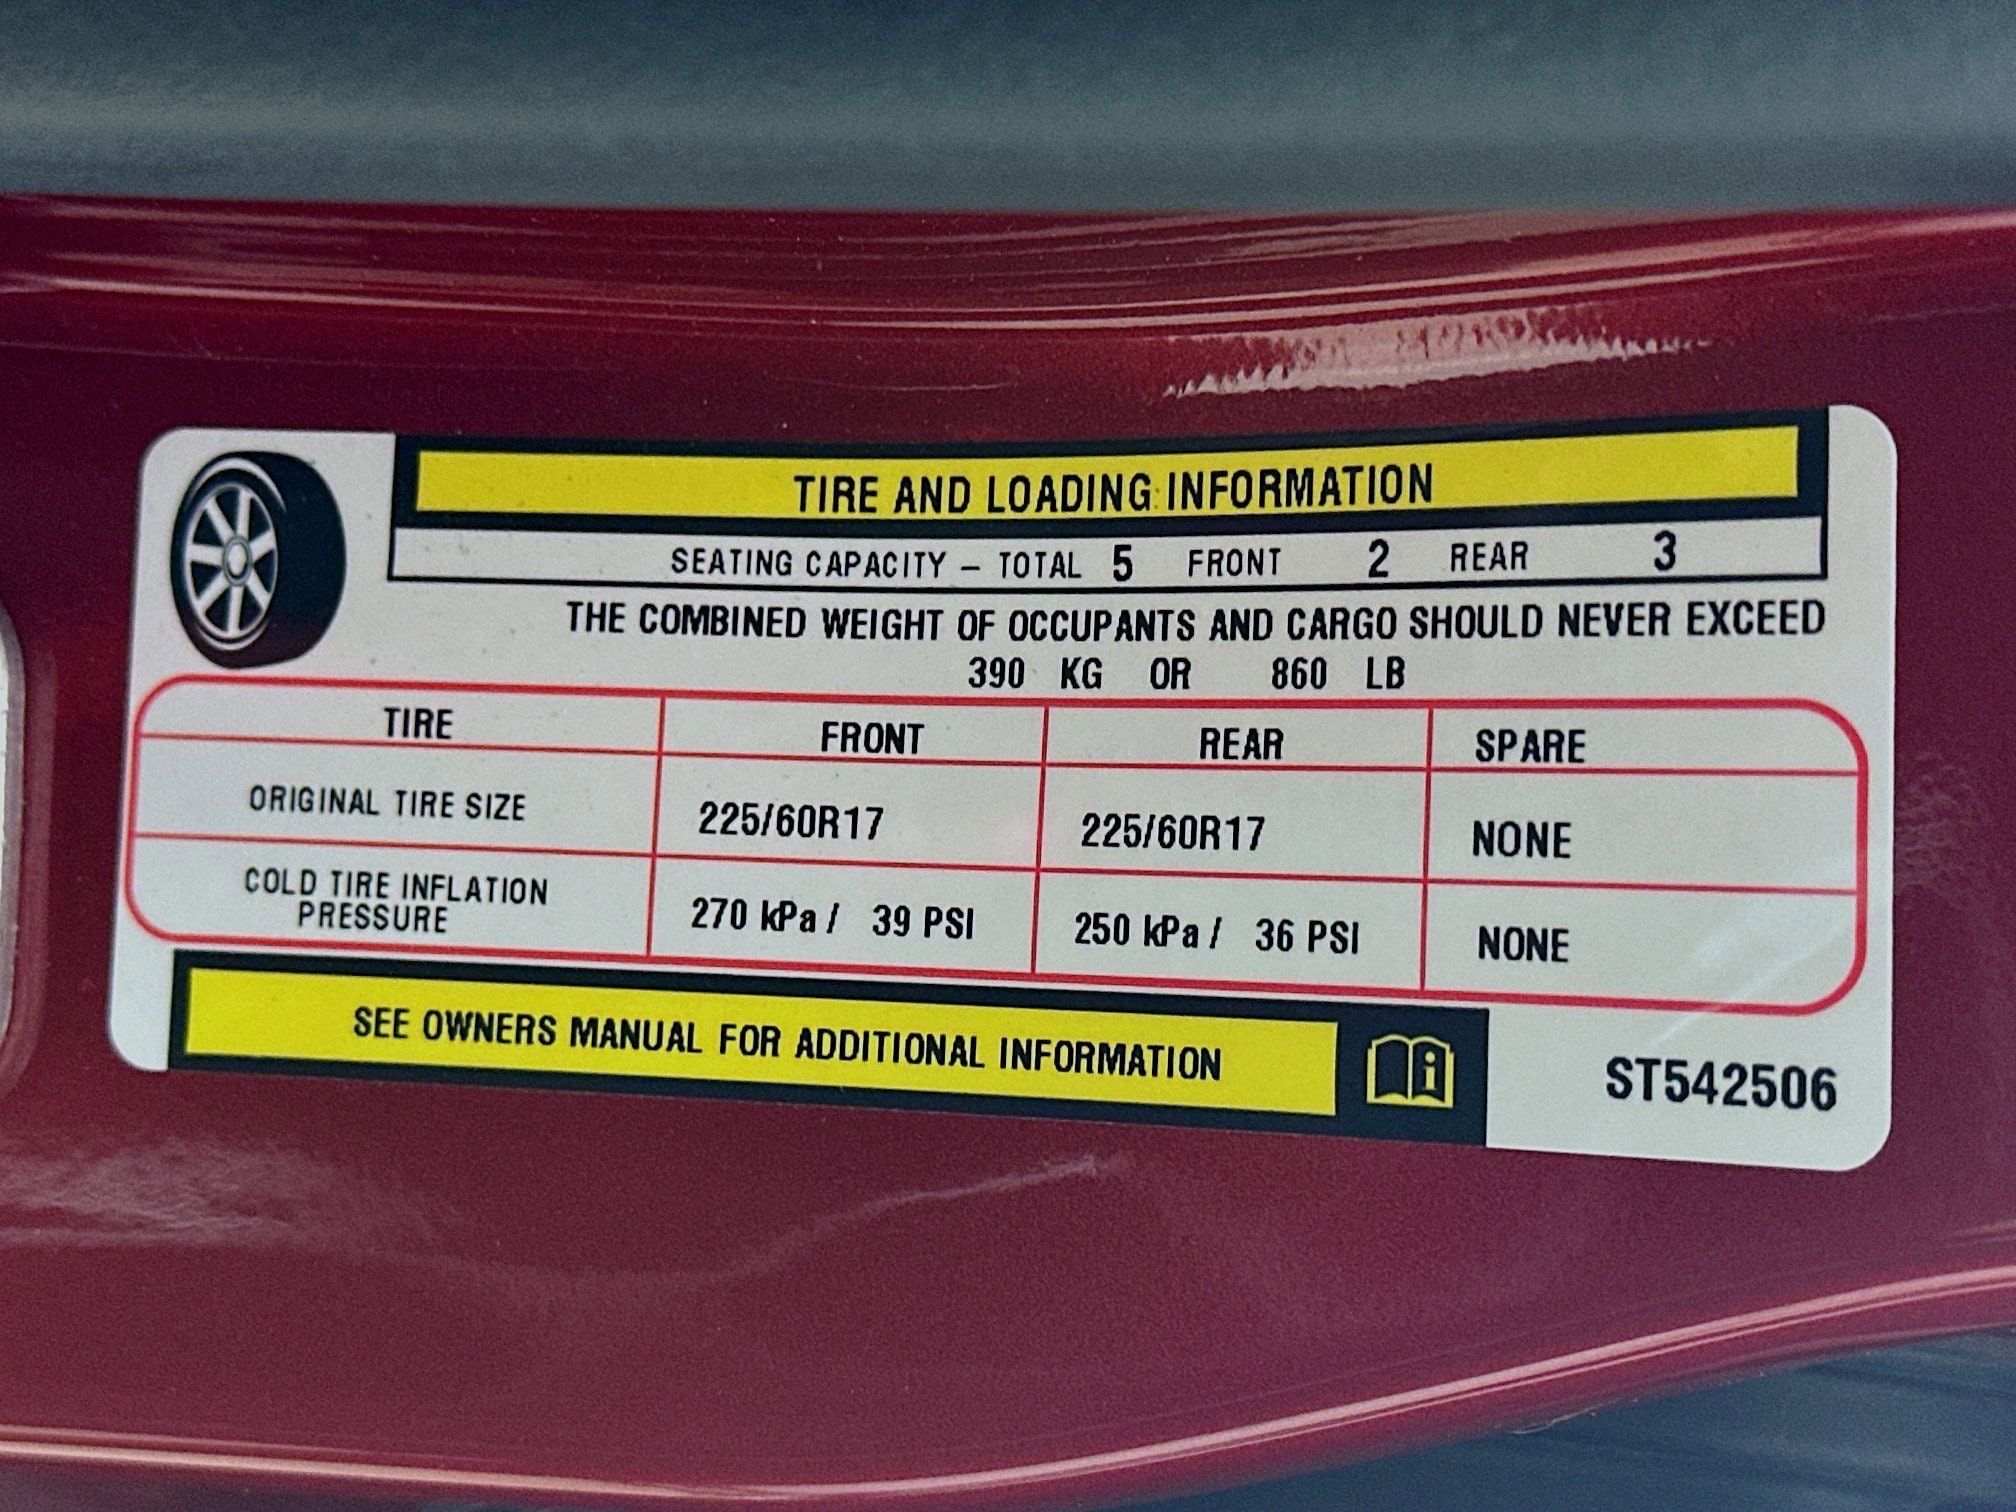 TIRE AND LOADING INFORMATION
SEATING CAPACITY – TOTAL 5 FRONT 2 REAR 3
THE COMBINED WEIGHT OF OCCUPANTS AND CARGO SHOULD NEVER EXCEED
390 KG OR 860 LB
TIRE FRONT REAR SPARE
ORIGINAL TIRE SIZE 225/60R17 225/60R17 NONE
COLD TIRE INFLATION
PRESSURE 270 kPa / 39 PSI 250 kPa / 36 PSI NONE
SEE OWNERS MANUAL FOR ADDITIONAL INFORMATION
ST542506